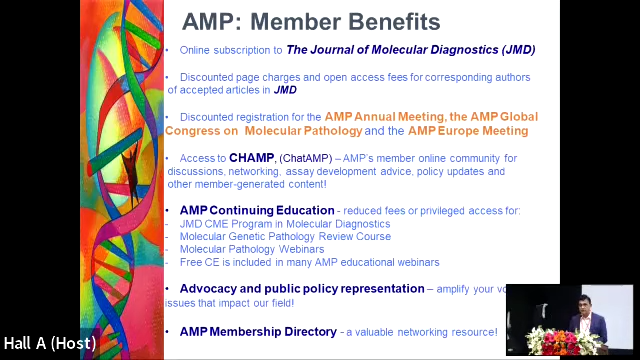 AMP: Member Benefits
• Online subscription to The Journal of Molecular Diagnostics (JMD)
• Discounted page charges and open access fees for corresponding authors
of accepted articles in JMD
• Discounted registration for the AMP Annual Meeting, the AMP Global
Congress on Molecular Pathology and the AMP Europe Meeting
• Access to CHAMP, (ChatAMP) – AMP's member online community for
discussions, networking, assay development advice, policy updates and
other member-generated content!
• AMP Continuing Education - reduced fees or privileged access for:
- JMD CME Program in Molecular Diagnostics
- Molecular Genetic Pathology Review Course
- Molecular Pathology Webinars
- Free CE is included in many AMP educational webinars
• Advocacy and public policy representation – amplify your
issues that impact our field!
• AMP Membership Directory - a valuable networking resource!
Hall A (Host)